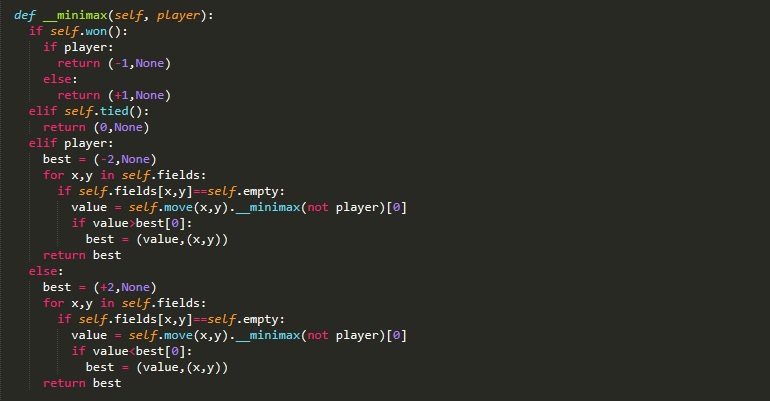 def __minimax(self, player):
  if self.won():
    if player:
      return (-1,None)
    else:
      return (+1,None)
  elif self.tied():
    return (0,None)
  elif player:
    best = (-2,None)
    for x,y in self.fields:
      if self.fields[x,y]==self.empty:
        value = self.move(x,y).__minimax(not player)[0]
        if value>best[0]:
          best = (value,(x,y))
    return best
  else:
    best = (+2,None)
    for x,y in self.fields:
      if self.fields[x,y]==self.empty:
        value = self.move(x,y).__minimax(not player)[0]
        if value<best[0]:
          best = (value,(x,y))
    return best